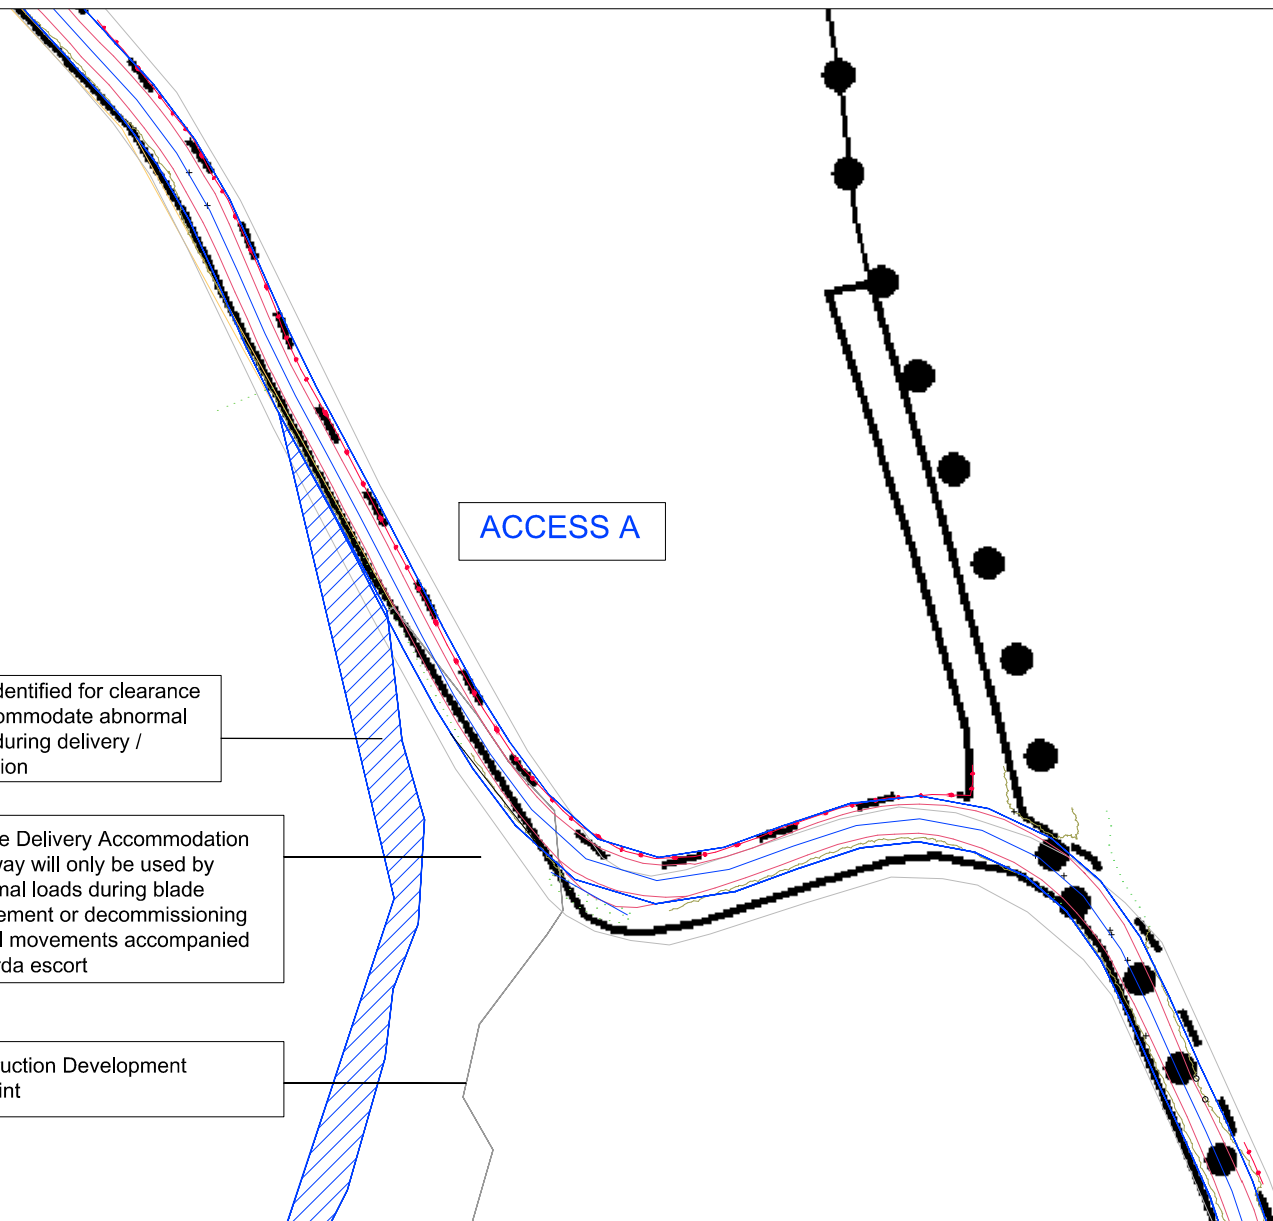 ACCESS A
dentified for clearance
ommodate abnormal
during delivery /
ion
e Delivery Accommodation
way will only be used by
mal loads during blade
ement or decommissioning
l movements accompanied
rda escort
uction Development
int